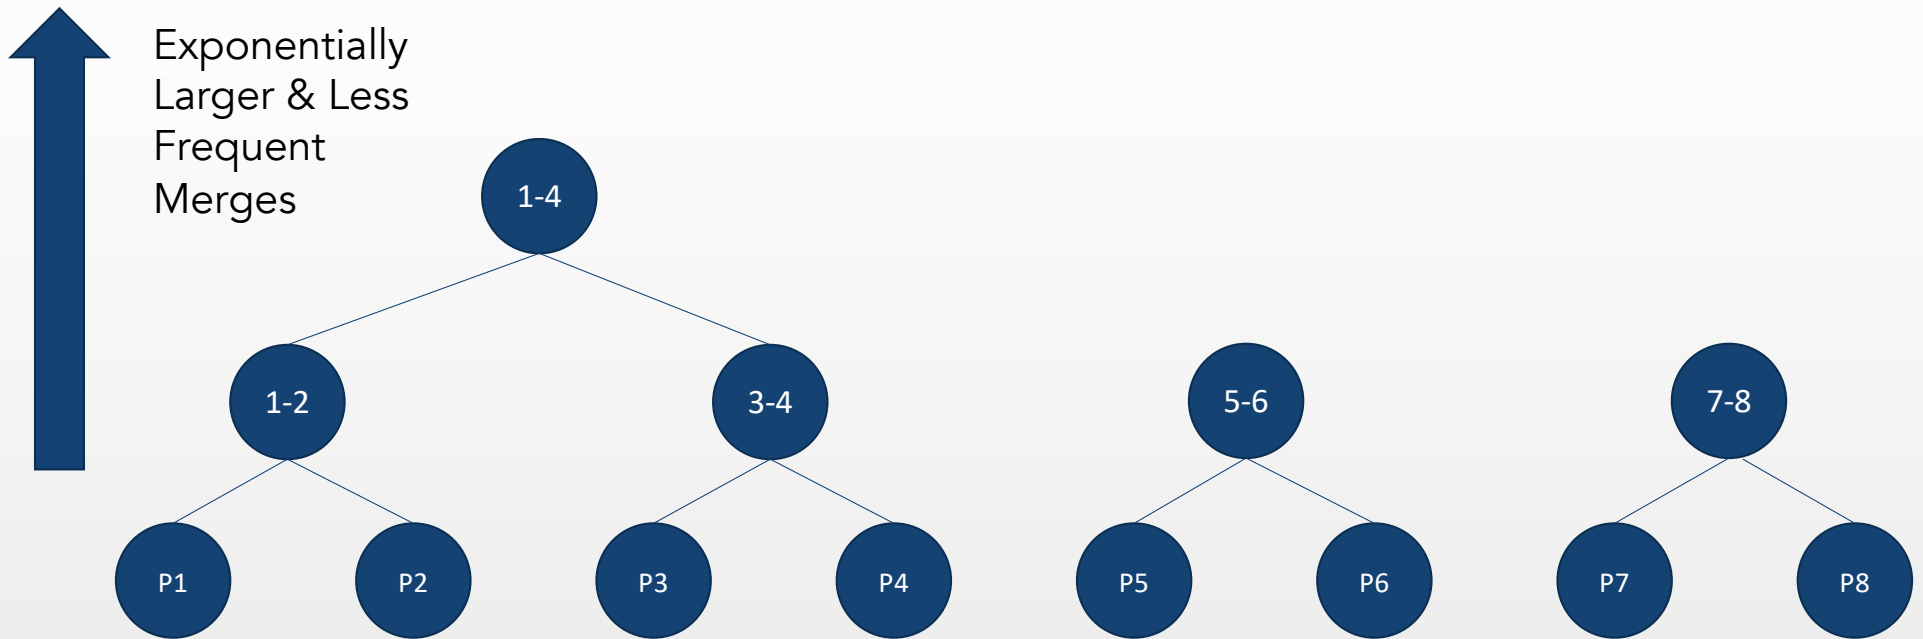 Exponentially
Larger & Less
Frequent
Merges
1-4
1-2
3-4
5-6
7-8
P1
P2
P3
P4
P5
P6
P7
P8